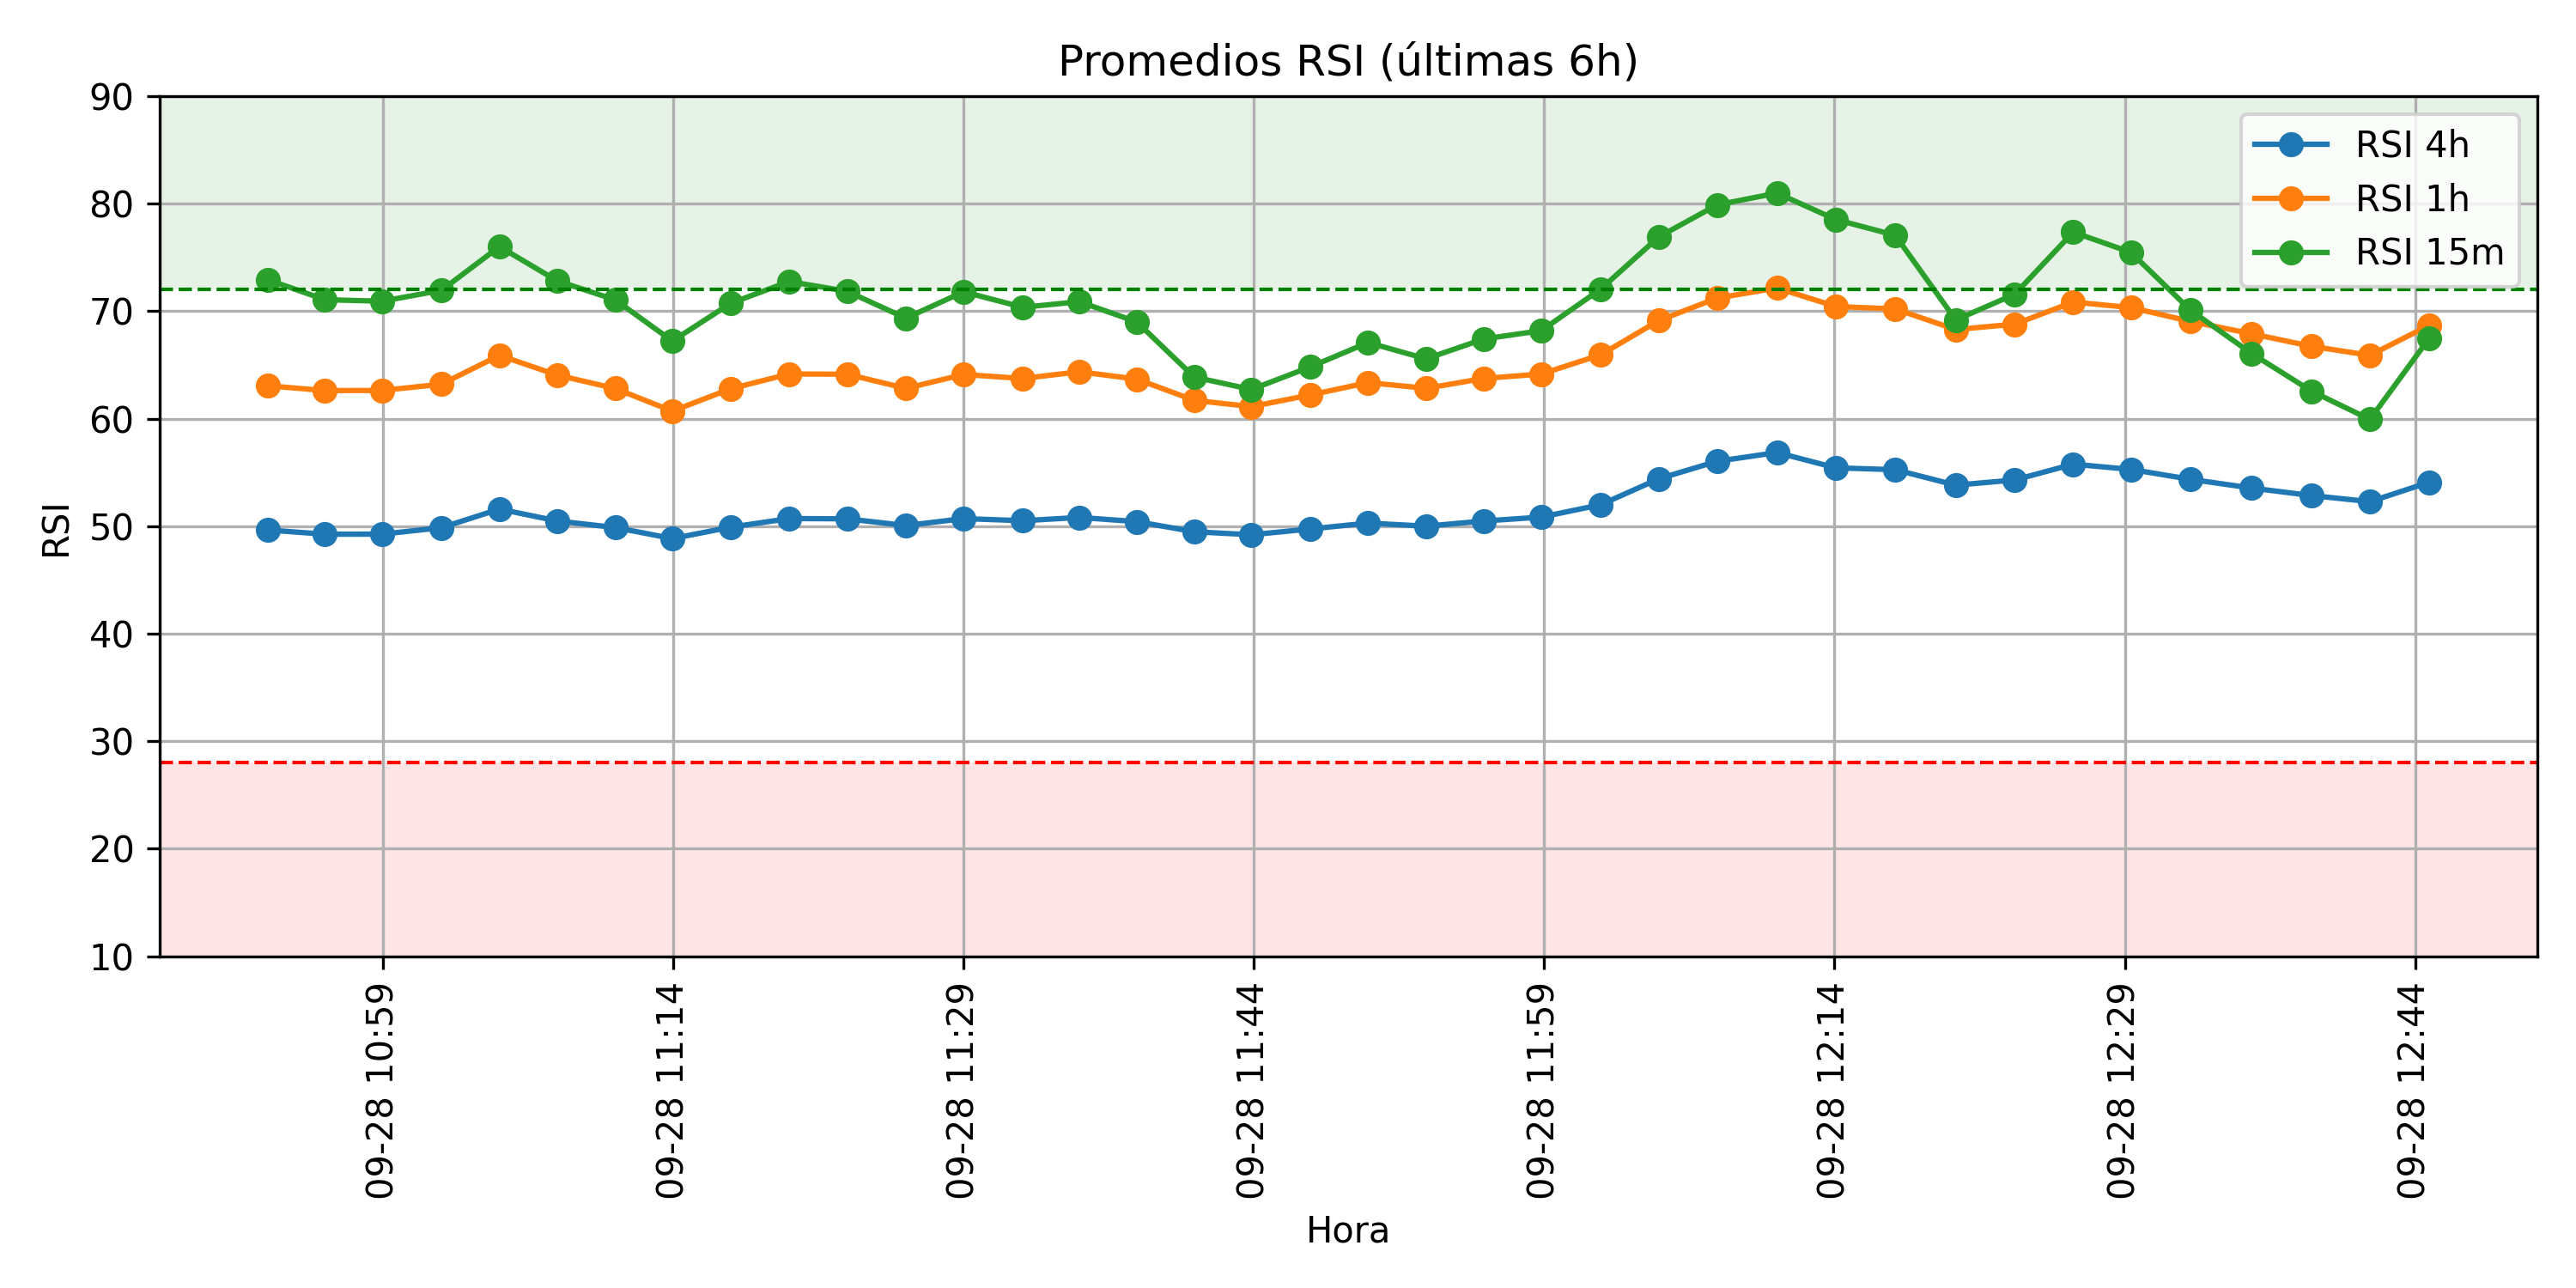 Promedios RSI (últimas 6h)
RSI 4h
RSI 1h
RSI 15m
90
80
70
60
50
40
30
20
10
RSI
09-28 10:59
09-28 11:14
09-28 11:29
09-28 11:44
09-28 11:59
09-28 12:14
09-28 12:29
09-28 12:44
Hora